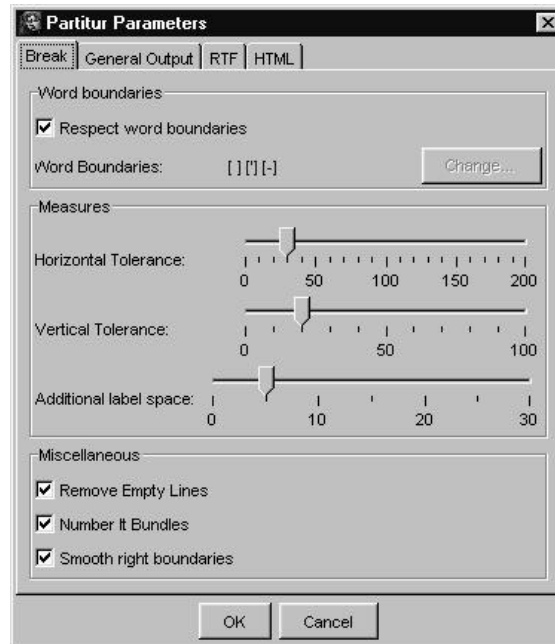 Partitur Parameters
Break General Output RTF HTML
Word boundaries
Respect word boundaries
Word Boundaries: [ ] ['] [-] Change...
Measures
Horizontal Tolerance:
0 50 100 150 200
Vertical Tolerance:
0 50 100
Additional label space:
0 10 20 30
Miscellaneous
Remove Empty Lines
Number It Bundles
Smooth right boundaries
OK Cancel